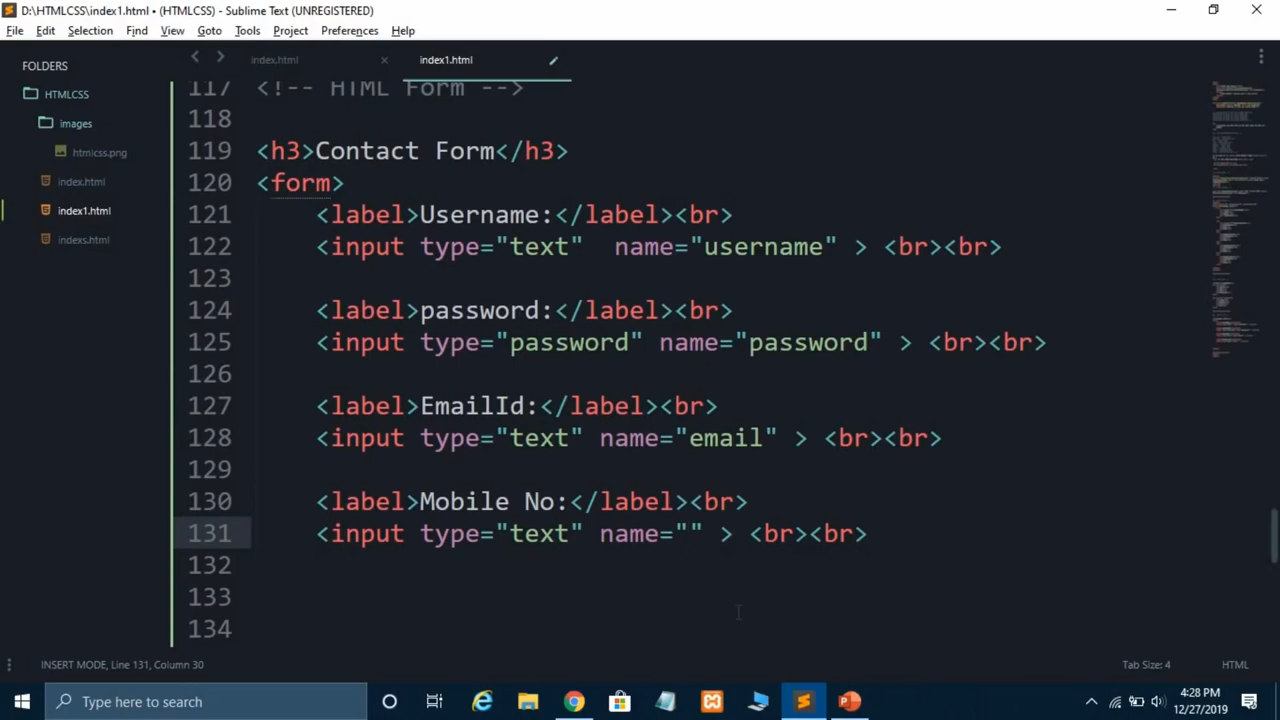 D:\HTMLCSS\index1.html • (HTMLCSS) - Sublime Text (UNREGISTERED)
File Edit Selection Find View Goto Tools Project Preferences Help
FOLDERS
HTMLCSS
images
htmlcss.png
index.html
index1.html
indexs.html
index.html index1.html
117 <!-- HTML Form -->
118
119 <h3>Contact Form</h3>
120 <form>
121 <label>Username:</label><br>
122 <input type="text"  name="username" > <br><br>
123
124 <label>password:</label><br>
125 <input type="password" name="password" > <br><br>
126
127 <label>EmailId:</label><br>
128 <input type="text" name="email" > <br><br>
129
130 <label>Mobile No:</label><br>
131 <input type="text" name="" > <br><br>
132
133
134
INSERT MODE, Line 131, Column 30 Tab Size: 4 HTML
Type here to search
4:28 PM
12/27/2019